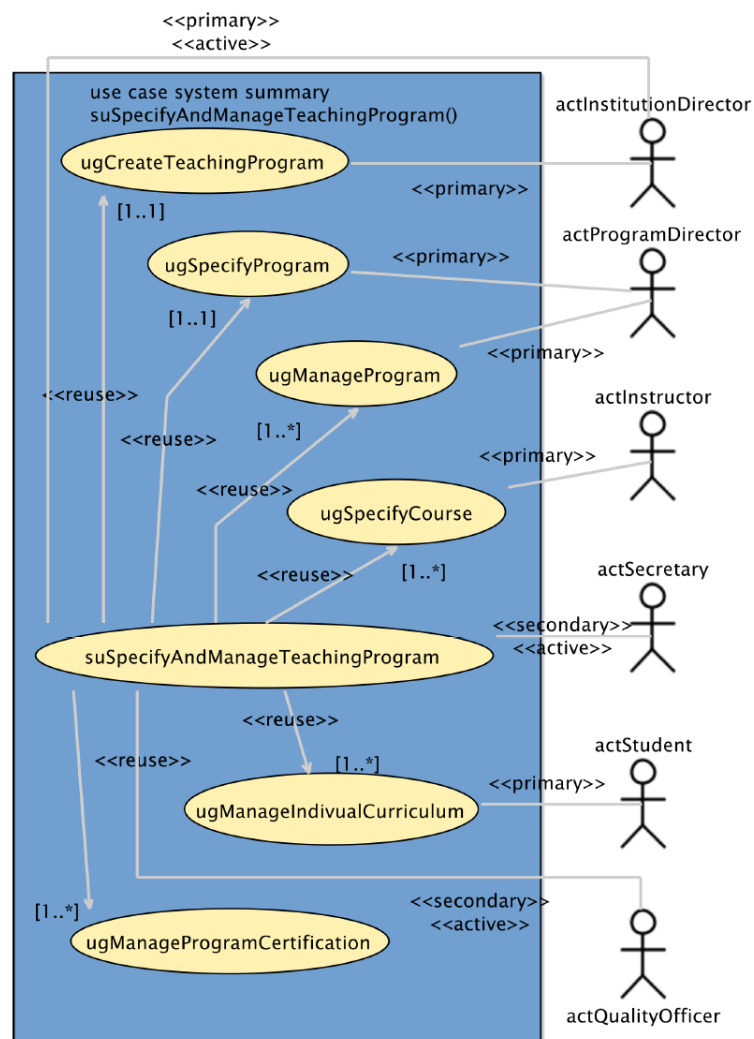 <<primary>>
<<active>>
use case system summary
suSpecifyAndManageTeachingProgram()
actInstitutionDirector
ugCreateTeachingProgram
<<primary>>
[1..1]
actProgramDirector
<<primary>>
ugSpecifyProgram
[1..1]
<<primary>>
ugManageProgram
<<reuse>>
actInstructor
[1..*]
<<reuse>>
<<primary>>
<<reuse>>
ugSpecifyCourse
<<reuse>>
[1..*]
actSecretary
<<secondary>>
<<active>>
suSpecifyAndManageTeachingProgram
<<reuse>>
actStudent
<<reuse>>
[1..*]
<<primary>>
ugManageIndivualCurriculum
<<secondary>>
<<active>>
[1..*]
ugManageProgramCertification
actQualityOfficer